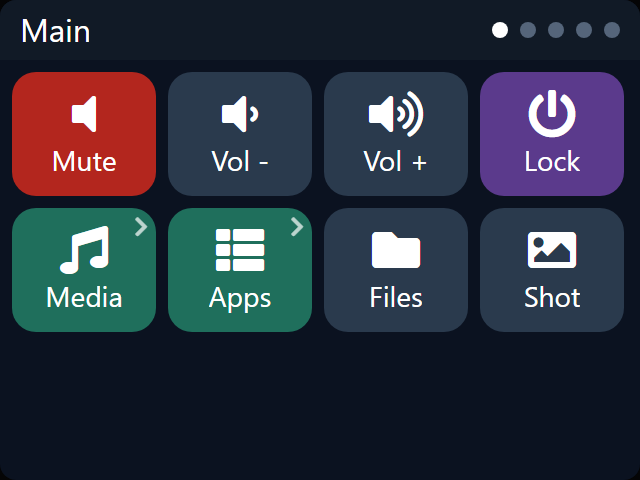 Main
Mute
Vol -
Vol +
Lock
Media
Apps
Files
Shot